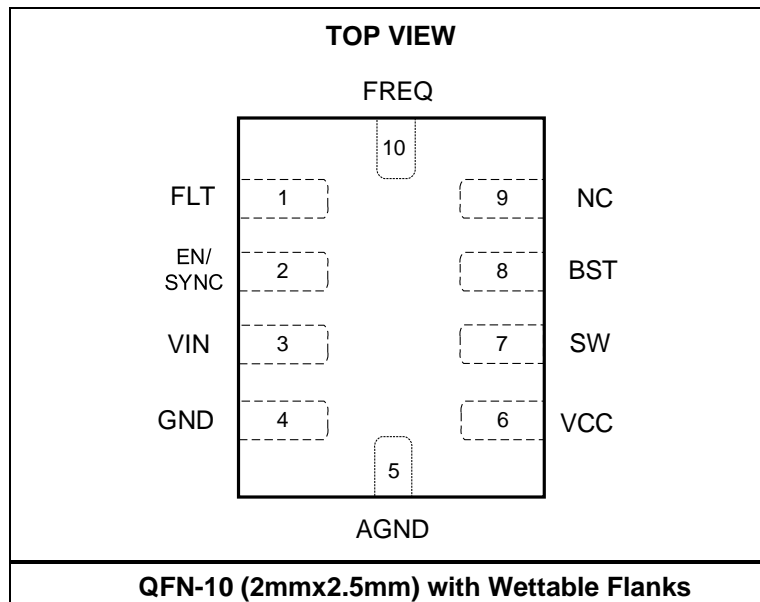 TOP VIEW
FREQ
10
FLT 1 9 NC
EN/
SYNC 2 8 BST
VIN 3 7 SW
GND 4 6 VCC
5
AGND
QFN-10 (2mmx2.5mm) with Wettable Flanks